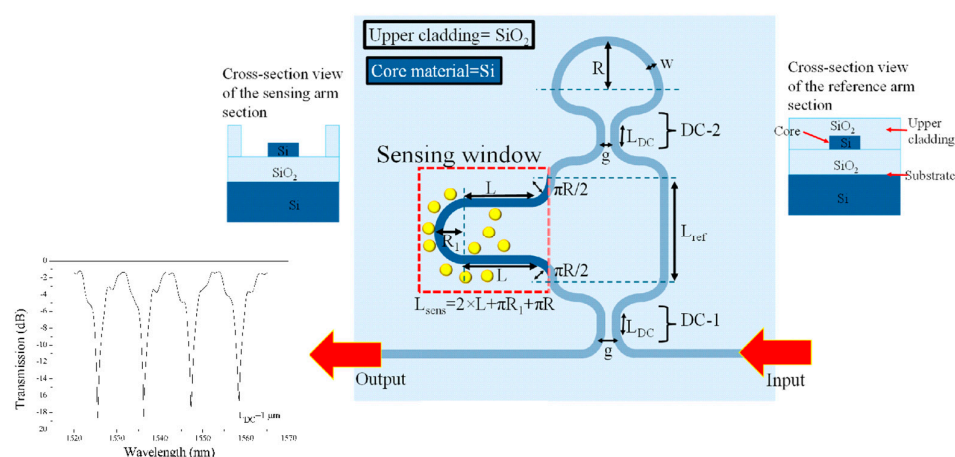 Upper cladding= SiO2
Core material=Si
Cross-section view
of the sensing arm
section
Si
SiO2
Si
Cross-section view
of the reference arm
section
Core
SiO2
Si
SiO2
Si
Upper
cladding
Substrate
R
w
LDC
DC-2
g
Sensing window
L
πR/2
R1
Lref
L
πR/2
Lsens=2×L+πR1+πR
LDC
DC-1
g
Output
Input
Transmission (dB)
0
-2
-4
-6
-8
-10
-12
-14
-16
-18
20
LDC=1 μm
1520
1530
1540
1550
1560
1570
Wavelength (nm)